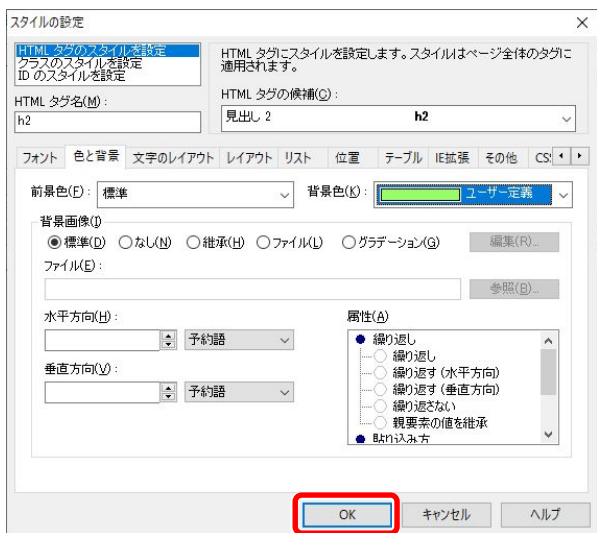 スタイルの設定
HTML タグのスタイルを設定
クラスのスタイルを設定
ID のスタイルを設定
HTML タグにスタイルを設定します。スタイルはページ全体のタグに
適用されます。
HTML タグ名(M):
h2
HTML タグの候補(C):
見出し 2 h2
フォント 色と背景 文字のレイアウト レイアウト リスト 位置 テーブル IE拡張 その他 CS
前景色(F): 標準 背景色(K): ユーザー定義
背景画像(I)
標準(D) なし(N) 継承(H) ファイル(L) グラデーション(G) 編集(R)...
ファイル(E):
参照(B)...
水平方向(H):
予約語
垂直方向(V):
予約語
属性(A)
繰り返し
繰り返し
繰り返す(水平方向)
繰り返す(垂直方向)
繰り返さない
親要素の値を継承
貼り込み方
OK キャンセル ヘルプ